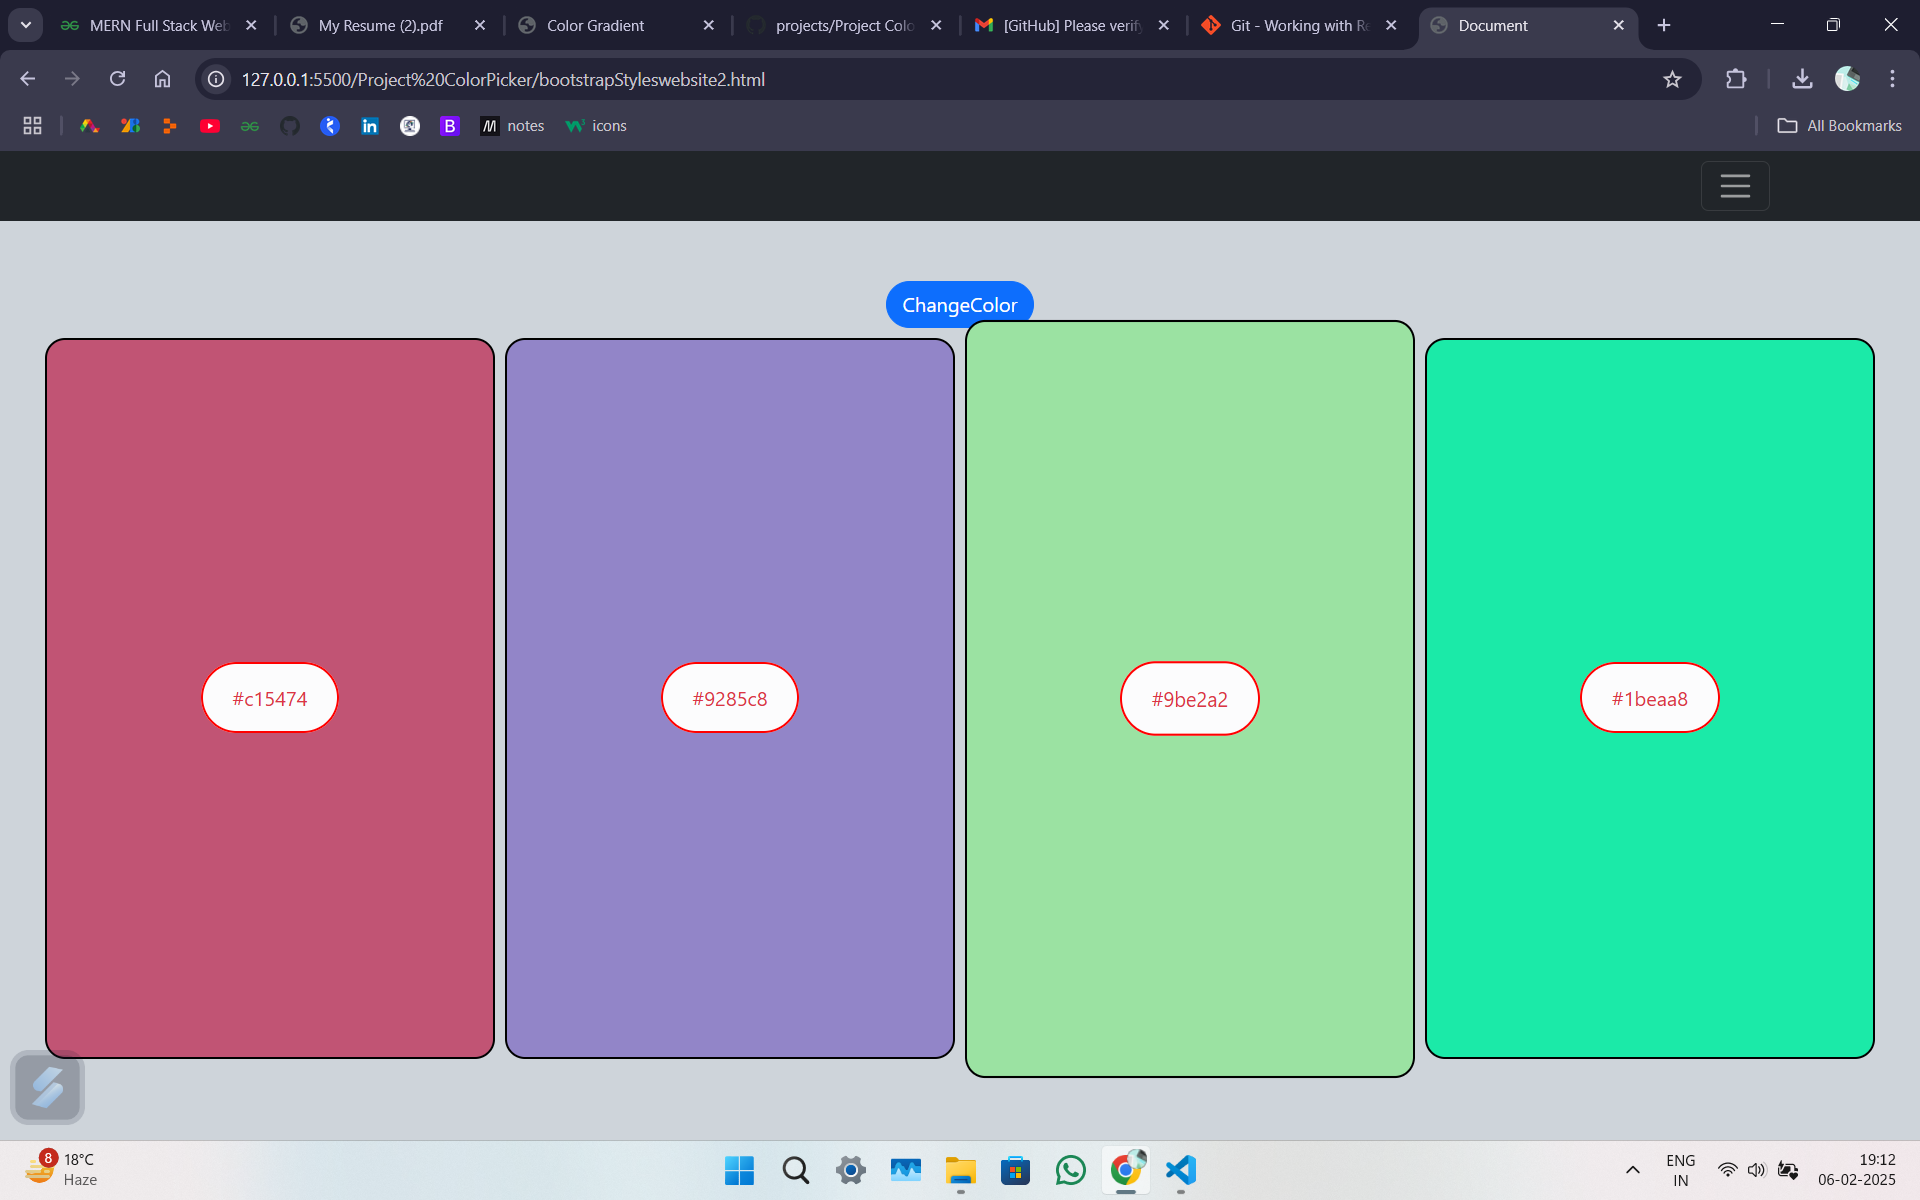 MERN Full Stack Web
My Resume (2).pdf
Color Gradient
projects/Project Colo
[GitHub] Please verify
Git - Working with Re
Document
127.0.0.1:5500/Project%20ColorPicker/bootstrapStyleswebsite2.html
notes
icons
All Bookmarks
ChangeColor
#c15474
#9285c8
#9be2a2
#1beaa8
8
18°C
Haze
ENG
IN
19:12
06-02-2025